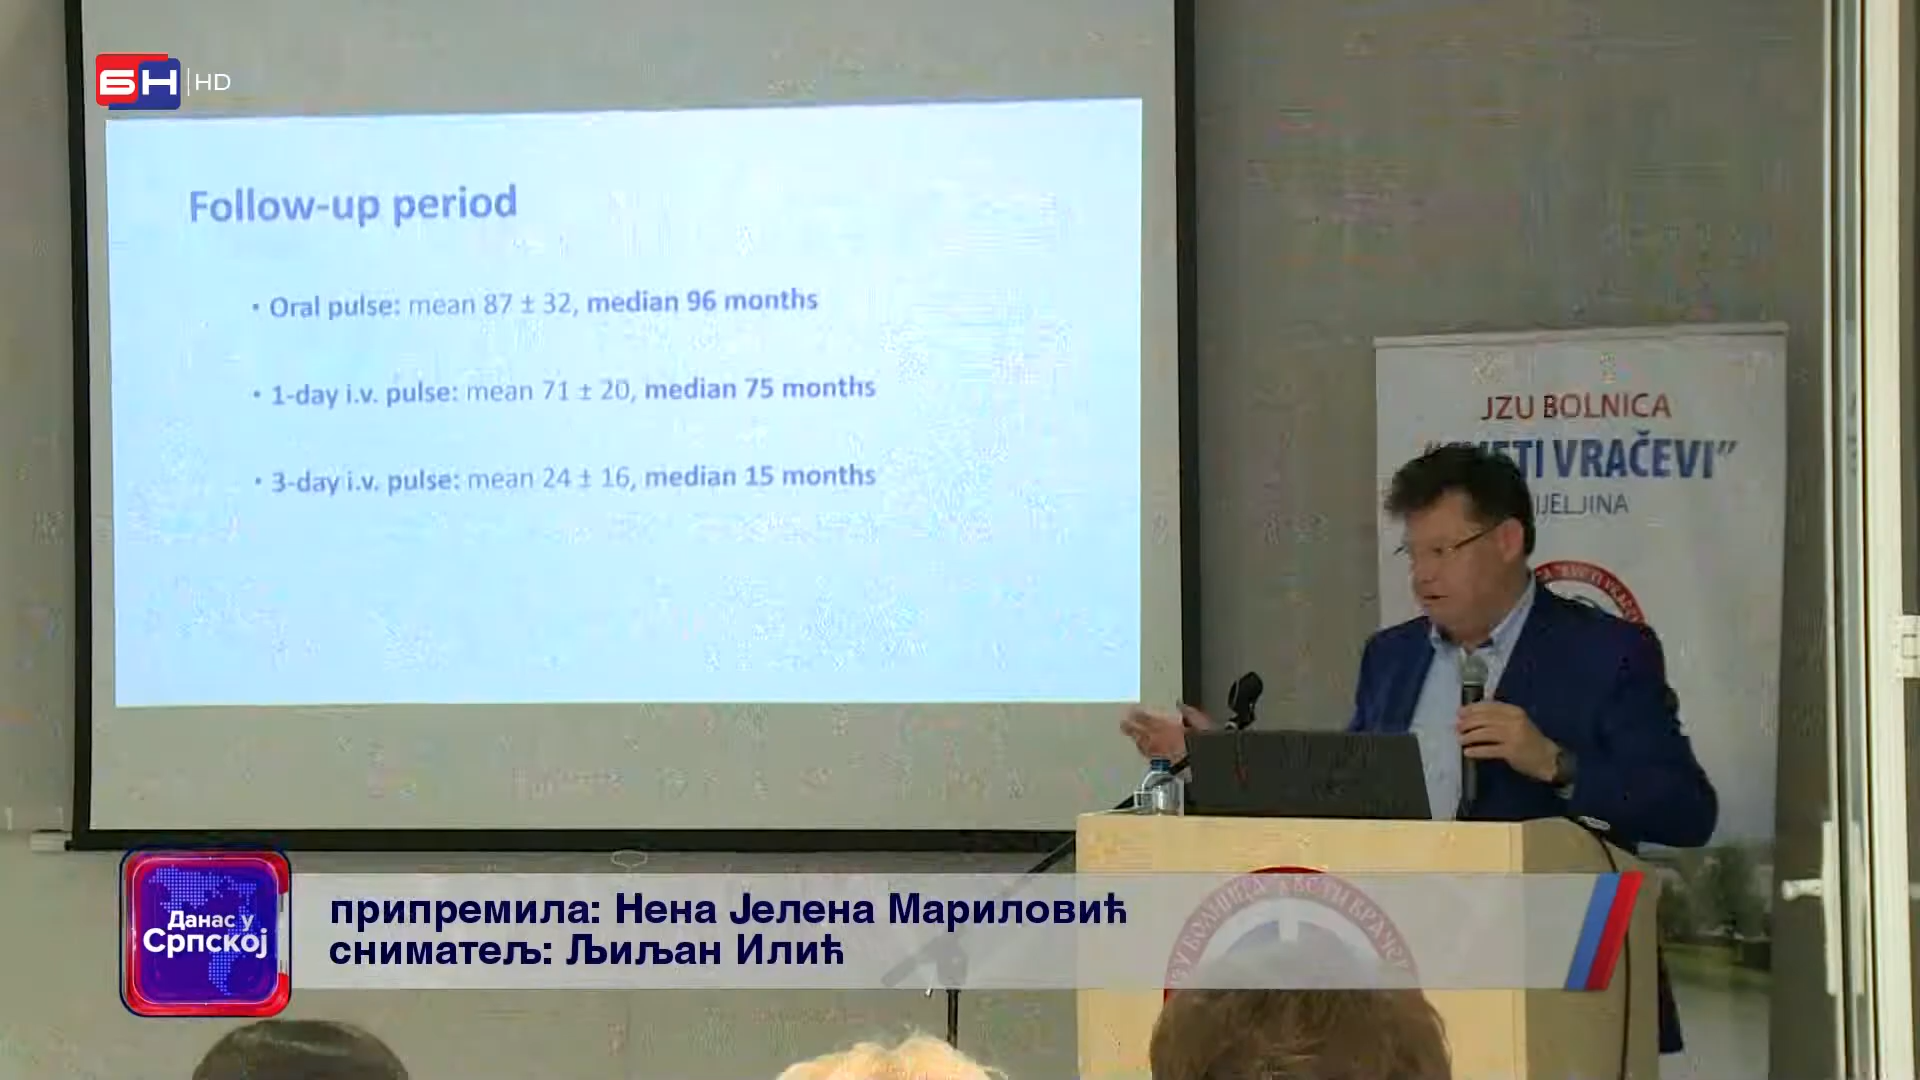 БН HD
Follow-up period
• Oral pulse: mean 87 ± 32, median 96 months
• 1-day i.v. pulse: mean 71 ± 20, median 75 months
• 3-day i.v. pulse: mean 24 ± 16, median 15 months
JZU BOLNICA
VRAČEVI”
Данас у
Српској
припремила: Нена Јелена Мариловић
сниматељ: Љиљан Илић